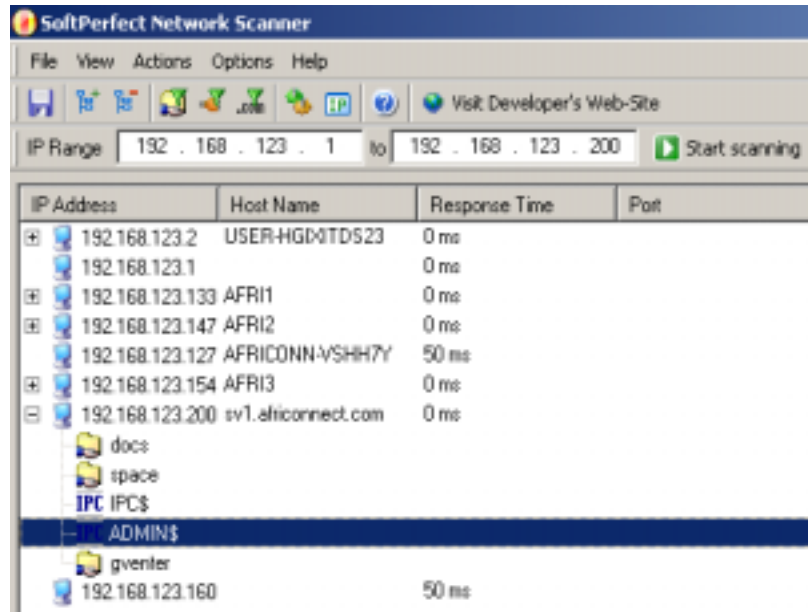 SoftPerfect Network Scanner
File View Actions Options Help
.com IP Visit Developer's Web-Site
IP Range 192 . 168 . 123 . 1 to 192 . 168 . 123 . 200 Start scanning
IP Address Host Name Response Time Port
192.168.123.2 0 ms
192.168.123.1 0 ms
192.168.123.133 AFRI1 0 ms
192.168.123.147 AFRI2 0 ms
192.168.123.127 AFRICONN-VSHH7Y 50 ms
192.168.123.154 AFRI3 0 ms
192.168.123.200 sv1.africonnect.com 0 ms
docs
space
IPC IPC$
IPC ADMIN$
gventer
192.168.123.160 50 ms